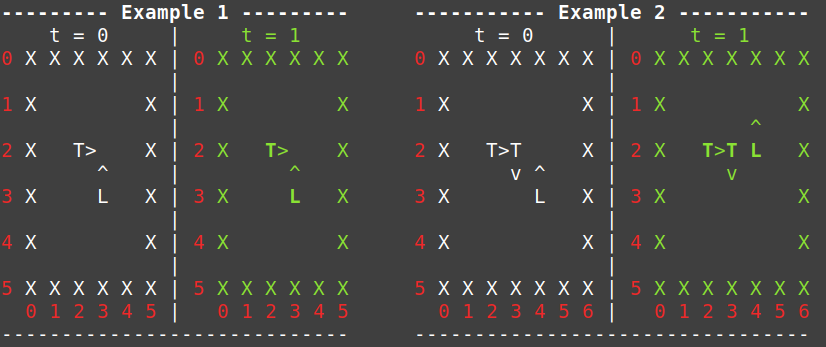 --------- Example 1 ---------     ----------- Example 2 -----------
    t = 0     |     t = 1              t = 0      |      t = 1
0 X X X X X X | 0 X X X X X X     0 X X X X X X X | 0 X X X X X X X
              |                                   |
1 X         X | 1 X         X     1 X           X | 1 X           X
              |                                   |           ^
2 X   T>    X | 2 X   T>    X     2 X   T>T     X | 2 X   T>T L   X
        ^     |         ^                 v ^     |         v
3 X     L   X | 3 X     L   X     3 X       L   X | 3 X           X
              |                                   |
4 X         X | 4 X         X     4 X           X | 4 X           X
              |                                   |
5 X X X X X X | 5 X X X X X X     5 X X X X X X X | 5 X X X X X X X
  0 1 2 3 4 5 |   0 1 2 3 4 5       0 1 2 3 4 5 6 |   0 1 2 3 4 5 6
-----------------------------     ---------------------------------